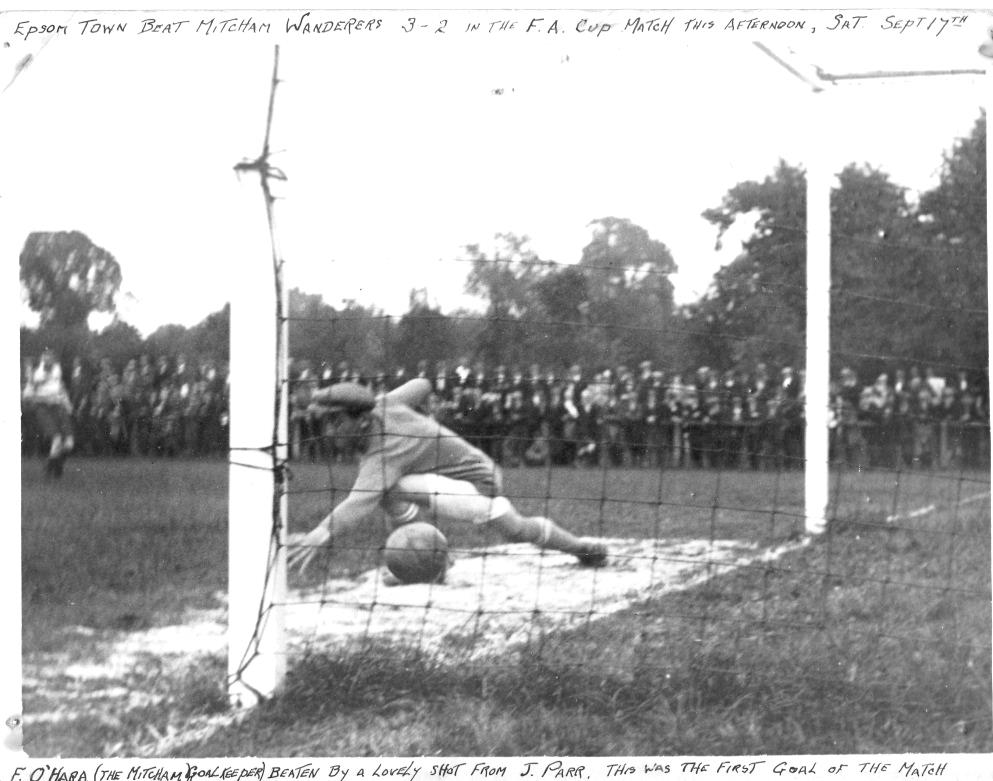 EPSOM TOWN BEAT MITCHAM WANDERERS 3-2 IN THE F.A. CUP MATCH THIS AFTERNOON, SAT. SEPT 17TH
F. O'HARA (THE MITCHAM GOALKEEPER) BEATEN BY A LOVELY SHOT FROM J. PARR. THIS WAS THE FIRST GOAL OF THE MATCH